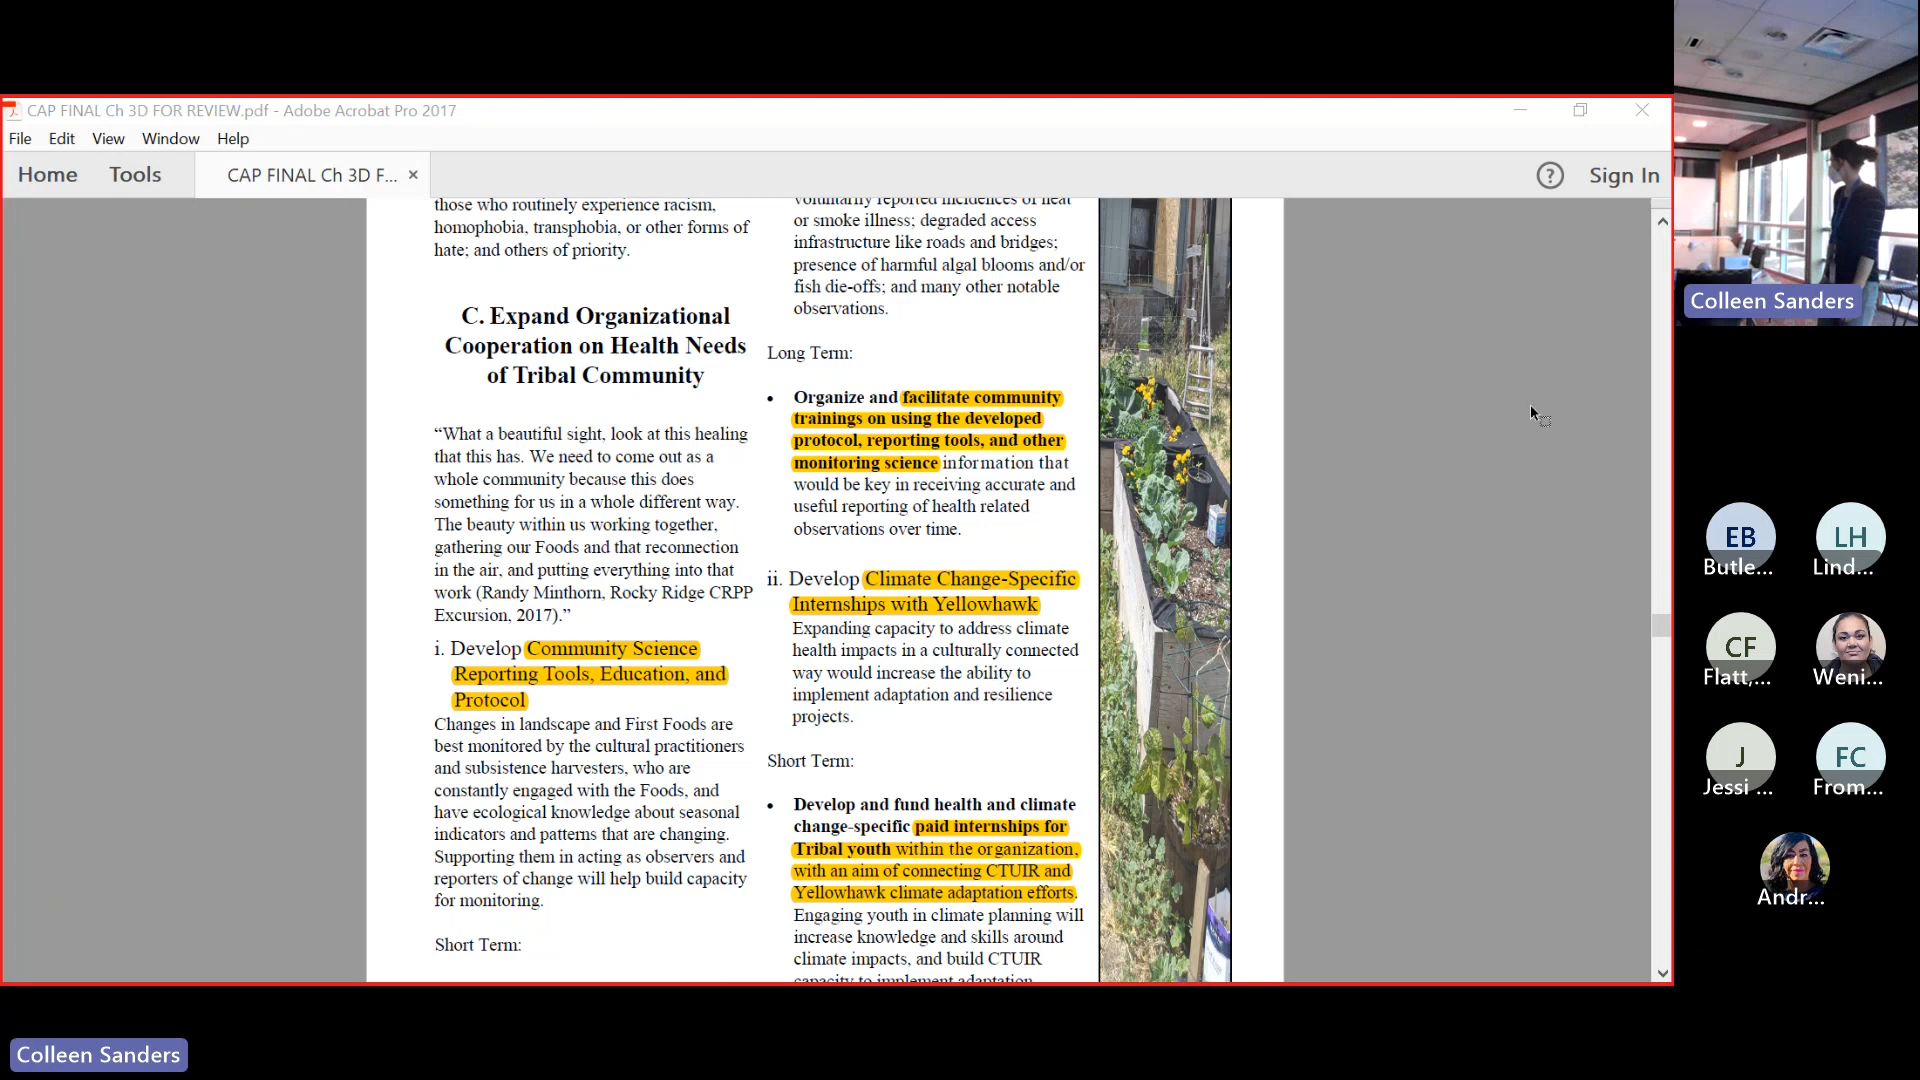 CAP FINAL Ch 3D FOR REVIEW.pdf - Adobe Acrobat Pro 2017
File Edit View Window Help
Home Tools CAP FINAL Ch 3D F... × ? Sign In
those who routinely experience racism,
homophobia, transphobia, or other forms of
hate; and others of priority.
C. Expand Organizational
Cooperation on Health Needs
of Tribal Community
“What a beautiful sight, look at this healing
that this has. We need to come out as a
whole community because this does
something for us in a whole different way.
The beauty within us working together,
gathering our Foods and that reconnection
in the air, and putting everything into that
work (Randy Minthorn, Rocky Ridge CRPP
Excursion, 2017).”
i. Develop Community Science
Reporting Tools, Education, and
Protocol
Changes in landscape and First Foods are
best monitored by the cultural practitioners
and subsistence harvesters, who are
constantly engaged with the Foods, and
have ecological knowledge about seasonal
indicators and patterns that are changing.
Supporting them in acting as observers and
reporters of change will help build capacity
for monitoring.
Short Term:
voluntarily reported incidences of heat
or smoke illness; degraded access
infrastructure like roads and bridges;
presence of harmful algal blooms and/or
fish die-offs; and many other notable
observations.
Long Term:
• Organize and facilitate community
trainings on using the developed
protocol, reporting tools, and other
monitoring science information that
would be key in receiving accurate and
useful reporting of health related
observations over time.
ii. Develop Climate Change-Specific
Internships with Yellowhawk
Expanding capacity to address climate
health impacts in a culturally connected
way would increase the ability to
implement adaptation and resilience
projects.
Short Term:
• Develop and fund health and climate
change-specific paid internships for
Tribal youth within the organization,
with an aim of connecting CTUIR and
Yellowhawk climate adaptation efforts.
Engaging youth in climate planning will
increase knowledge and skills around
climate impacts, and build CTUIR
capacity to implement adaptation
Colleen Sanders
EB LH
Butle... Lind...
CF
Flatt,... Weni...
J FC
Jessi ... From...
Andr...
Colleen Sanders